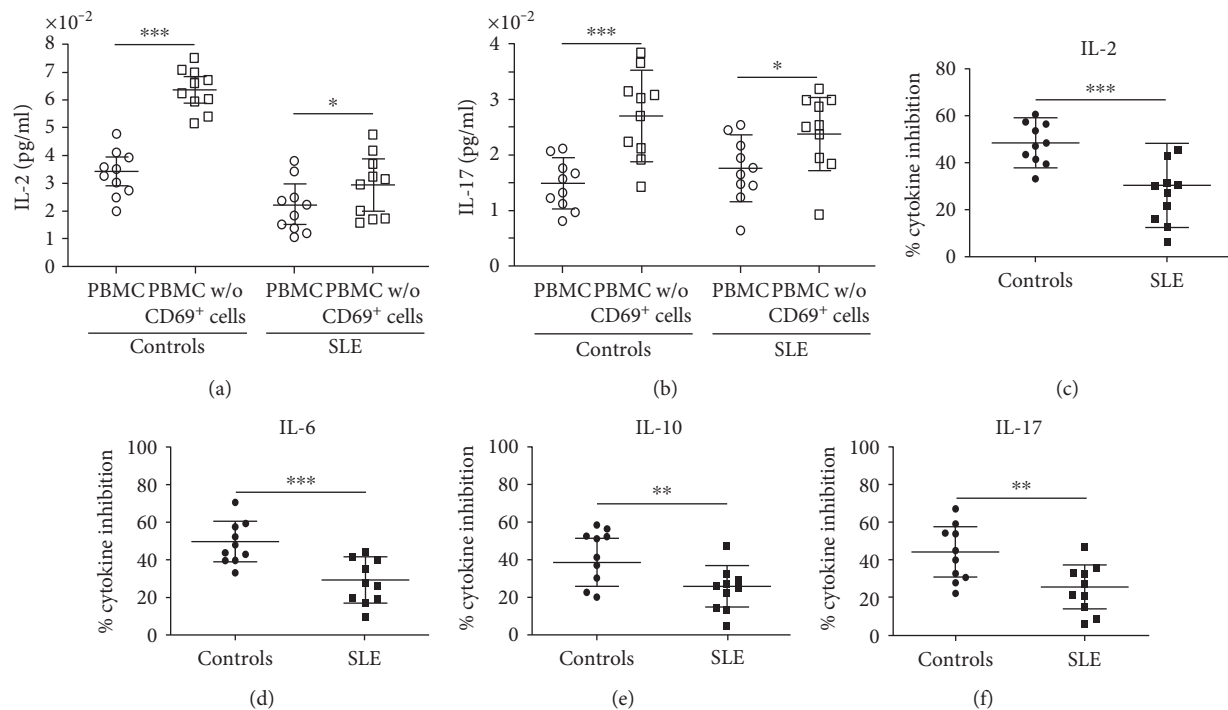 ×10⁻²
IL-2 (pg/ml)
8
7
6
5
4
3
2
1
0
***
*
PBMC PBMC w/o PBMC PBMC w/o
CD69⁺ cells CD69⁺ cells
Controls SLE
(a)
×10⁻²
IL-17 (pg/ml)
4
3
2
1
0
***
*
PBMC PBMC w/o PBMC PBMC w/o
CD69⁺ cells CD69⁺ cells
Controls SLE
(b)
IL-2
% cytokine inhibition
80
60
40
20
0
***
Controls SLE
(c)
IL-6
% cytokine inhibition
100
80
60
40
20
0
***
Controls SLE
(d)
IL-10
% cytokine inhibition
100
80
60
40
20
0
**
Controls SLE
(e)
IL-17
% cytokine inhibition
100
80
60
40
20
0
**
Controls SLE
(f)